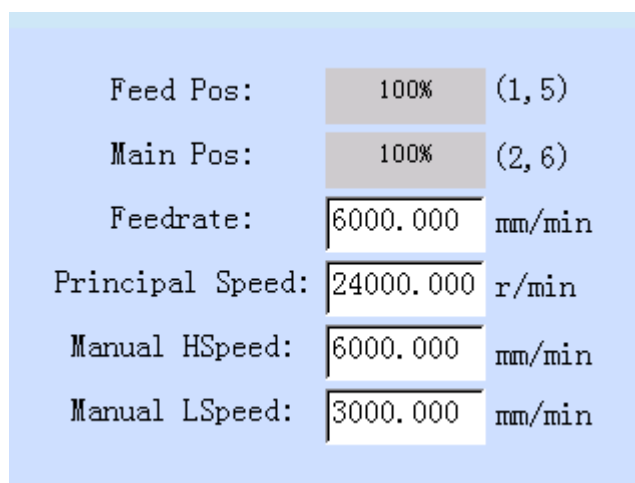 Feed Pos: 100% (1,5)
Main Pos: 100% (2,6)
Feedrate: 6000.000 mm/min
Principal Speed: 24000.000 r/min
Manual HSpeed: 6000.000 mm/min
Manual LSpeed: 3000.000 mm/min